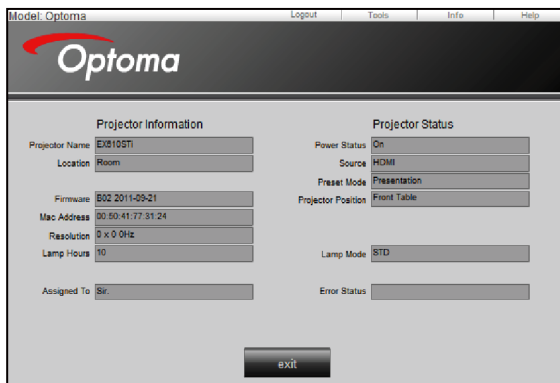 Model: Optoma
Logout Tools Info Help
Optoma
Projector Information
Projector Name EX610STi
Location Room
Firmware B02 2011-09-21
Mac Address 00:50:41:77:31:24
Resolution 0 x 0 0Hz
Lamp Hours 10
Assigned To Sir.
Projector Status
Power Status On
Source HDMI
Preset Mode Presentation
Projector Position Front Table
Lamp Mode STD
Error Status
exit